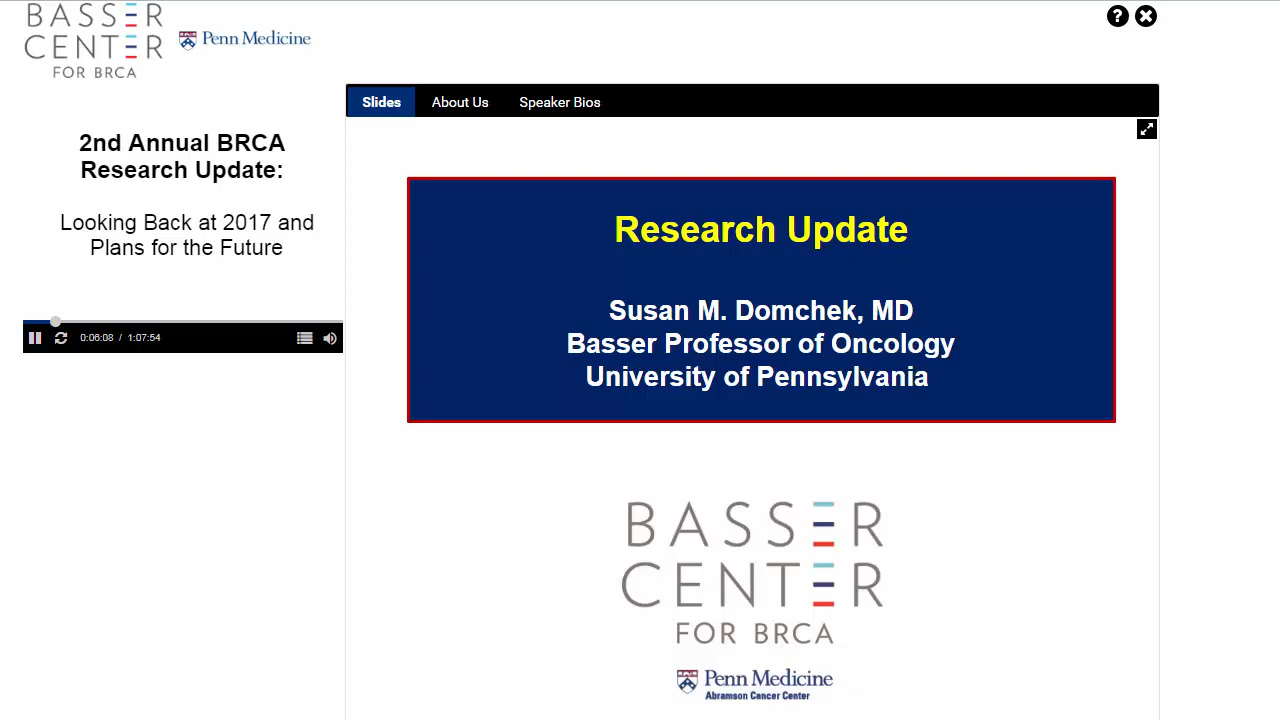 BASSER
CENTER
FOR BRCA
Penn Medicine
?
Slides
About Us
Speaker Bios
2nd Annual BRCA
Research Update:
Looking Back at 2017 and
Plans for the Future
0:06:08 / 1:07:54
Research Update
Susan M. Domchek, MD
Basser Professor of Oncology
University of Pennsylvania
BASSER
CENTER
FOR BRCA
Penn Medicine
Abramson Cancer Center